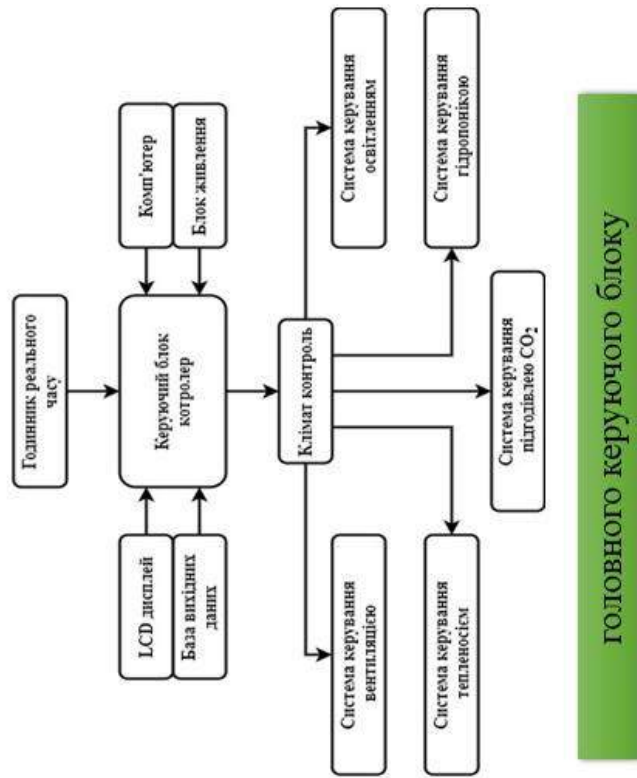 Годинник реального
часу
LCD дисплей
База вихідних
даних
Керуючий блок
котролер
Комп'ютер
Блок живлення
Клімат контроль
Система керування
вентиляцією
Система керування
освітленням
Система керування
тепленосієм
Система керування
гідропонікою
Система керування
підгодівлею CO₂
головного керуючого блоку